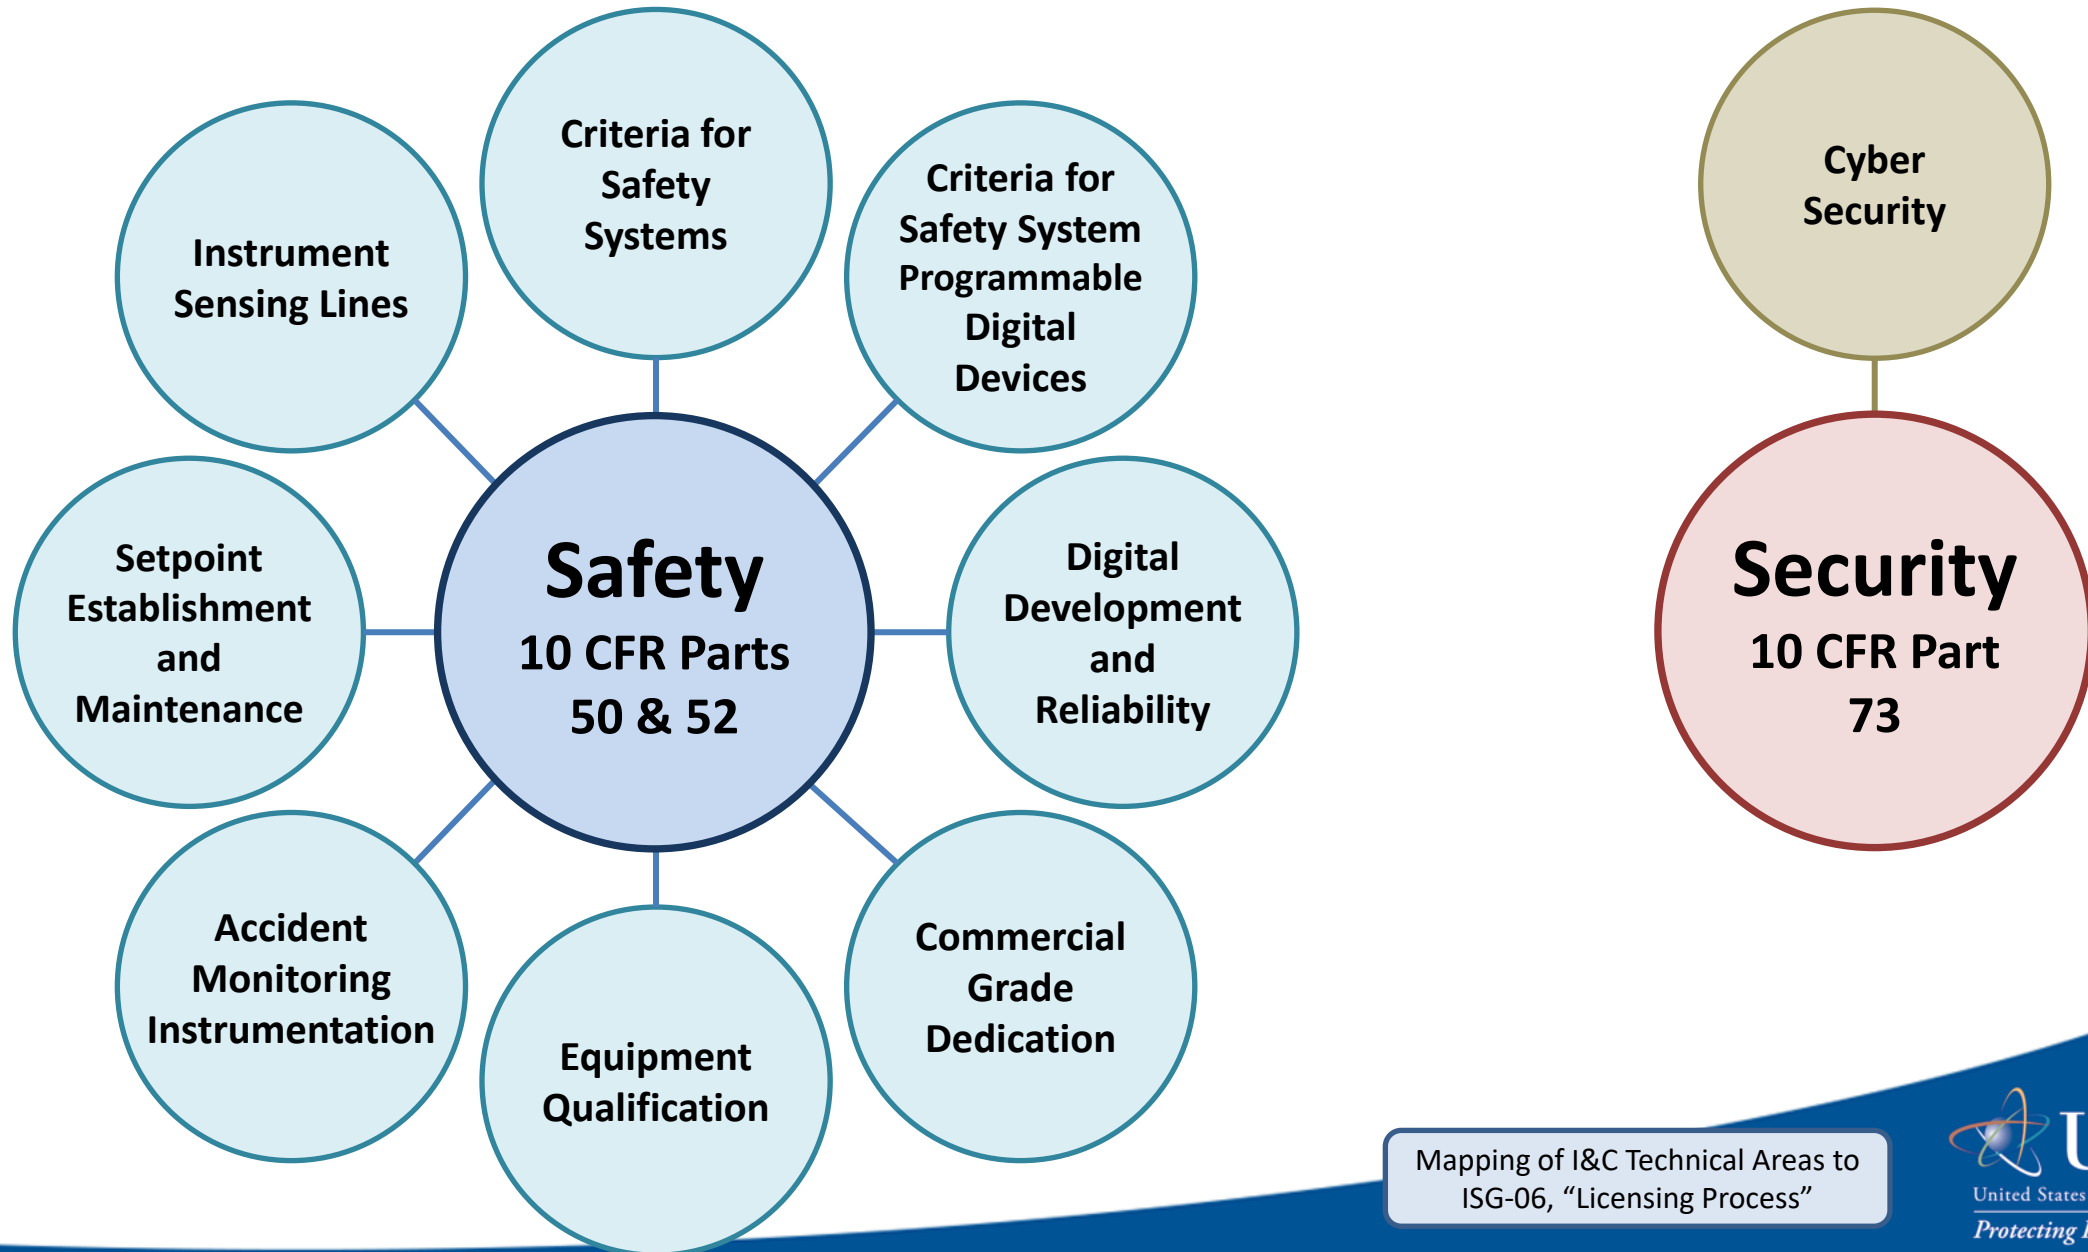 Criteria for
Safety
Systems
Criteria for
Safety System
Programmable
Digital
Devices
Instrument
Sensing Lines
Digital
Development
and
Reliability
Setpoint
Establishment
and
Maintenance
Safety
10 CFR Parts
50 & 52
Commercial
Grade
Dedication
Equipment
Qualification
Accident
Monitoring
Instrumentation
Cyber
Security
Security
10 CFR Part
73
Mapping of I&C Technical Areas to
ISG-06, “Licensing Process”
United States
Protecting